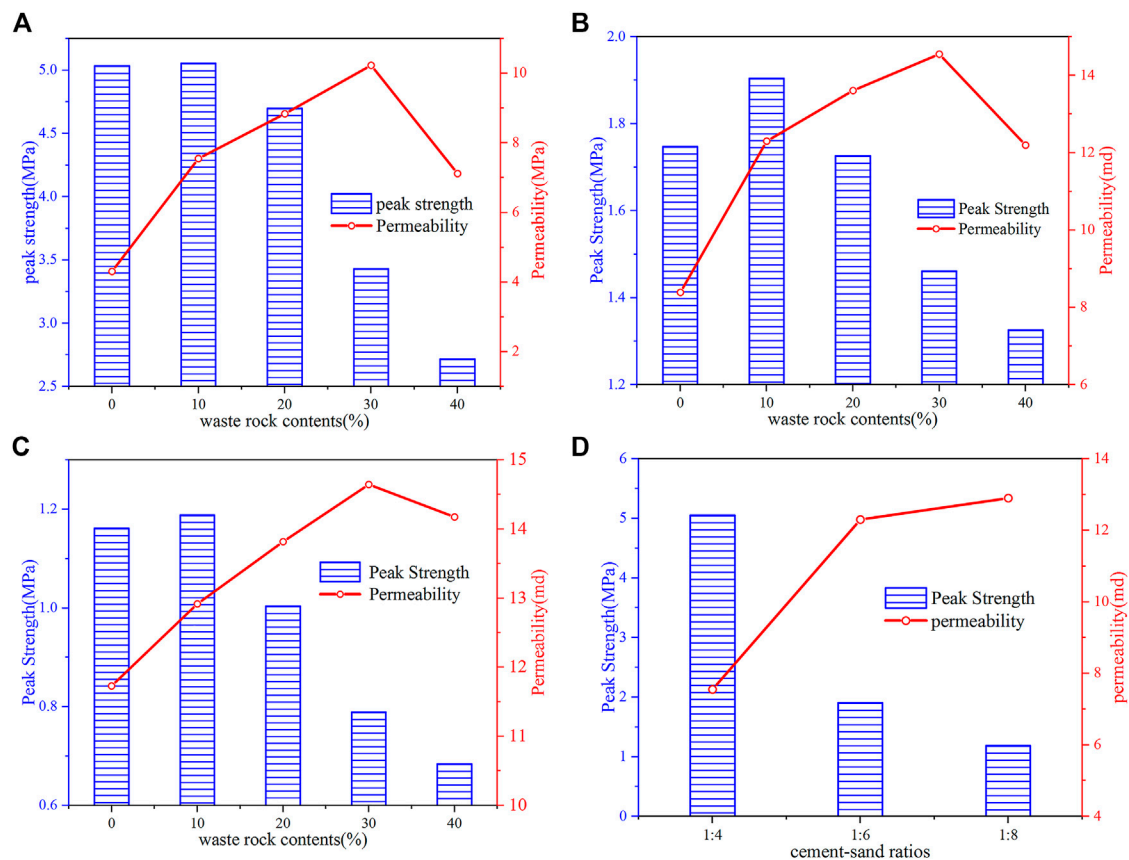 A
peak strength(MPa)
5.0
4.5
4.0
3.5
3.0
2.5
peak strength
Permeability
0
10
20
30
40
waste rock contents(%)
10
8
6
4
2
Permeability(MPa)
B
Peak Strength(MPa)
2.0
1.8
1.6
1.4
1.2
Peak Strength
Permeability
0
10
20
30
40
waste rock contents(%)
14
12
10
8
6
Permeability(md)
C
Peak Strength(MPa)
1.2
1.0
0.8
0.6
Peak Strength
Permeability
0
10
20
30
40
waste rock contents(%)
15
14
13
12
11
10
Permeability(md)
D
Peak Strength(MPa)
6
5
4
3
2
1
0
Peak Strength
permeability
1:4
1:6
1:8
cement-sand ratios
14
12
10
8
6
4
permeability(md)